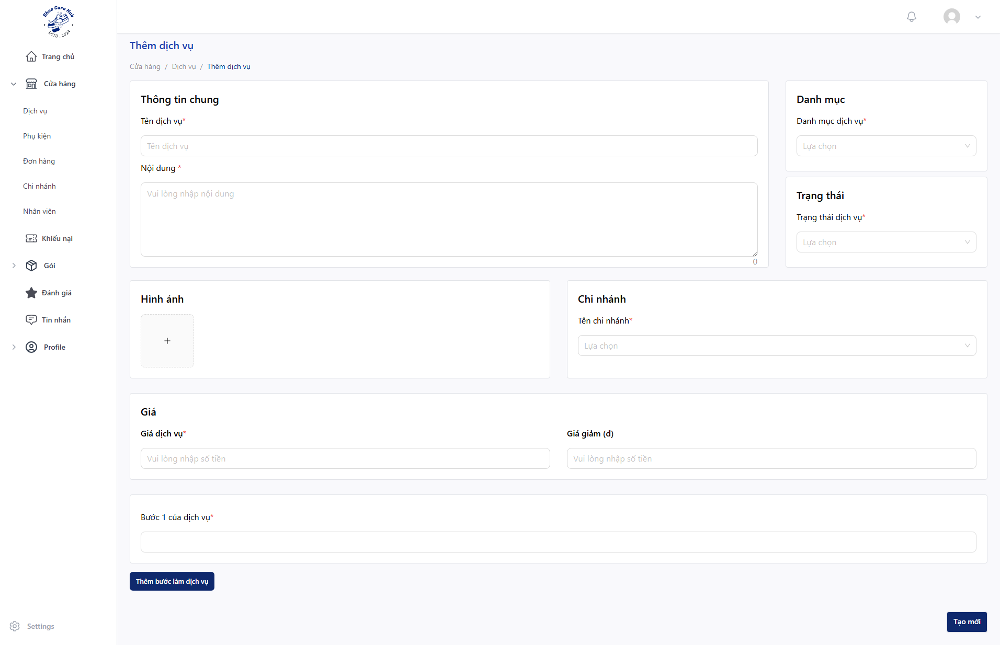 Shoe Care Hub
ESTD . 2024
Trang chủ
Cửa hàng
Dịch vụ
Phụ kiện
Đơn hàng
Chi nhánh
Nhân viên
Khiếu nại
Gói
Đánh giá
Tin nhắn
Profile
Settings
Thêm dịch vụ
Cửa hàng / Dịch vụ / Thêm dịch vụ
Thông tin chung
Tên dịch vụ*
Tên dịch vụ
Nội dung *
Vui lòng nhập nội dung
0
Danh mục
Danh mục dịch vụ*
Lựa chọn
Trạng thái
Trạng thái dịch vụ*
Lựa chọn
Hình ảnh
+
Chi nhánh
Tên chi nhánh*
Lựa chọn
Giá
Giá dịch vụ*
Vui lòng nhập số tiền
Giá giảm (đ)
Vui lòng nhập số tiền
Bước 1 của dịch vụ*
Thêm bước làm dịch vụ
Tạo mới